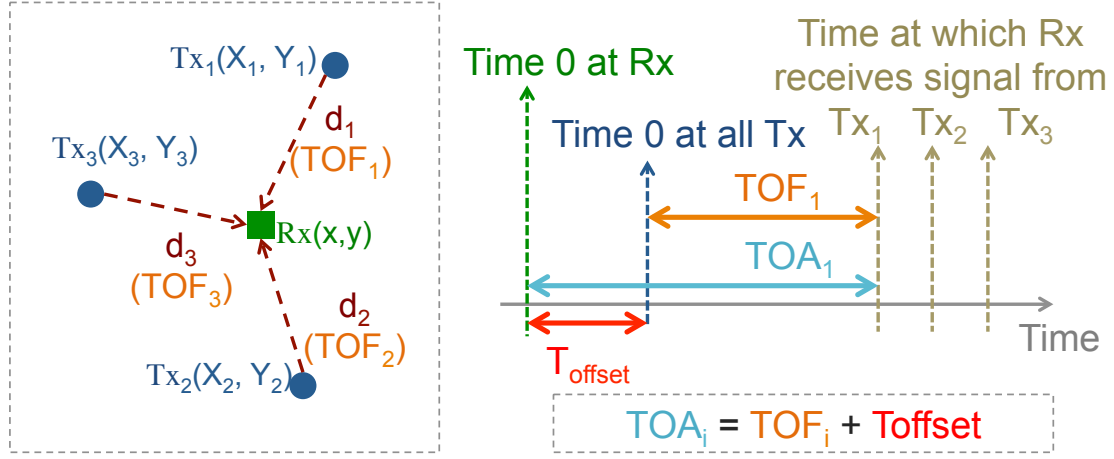 Tx₁(X₁, Y₁)
d₁
(TOF₁)
Tx₃(X₃, Y₃)
Rx(x,y)
d₃
(TOF₃)
d₂
(TOF₂)
Tx₂(X₂, Y₂)
Time 0 at Rx
Time at which Rx
receives signal from
Time 0 at all Tx
Tx₁ Tx₂ Tx₃
TOF₁
TOA₁
Time
Toffset
TOAᵢ = TOFᵢ + Toffset